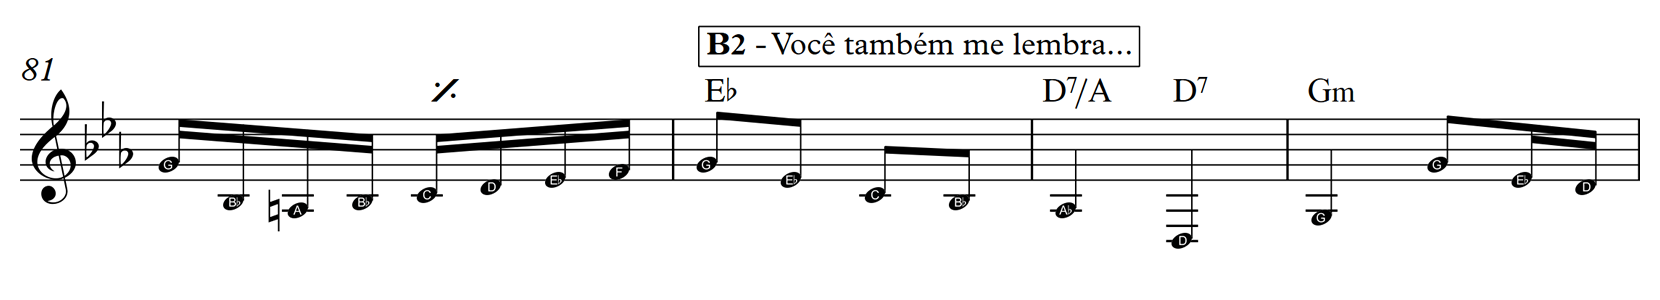 B2 - Você também me lembra...
81
E♭ D7/A D7 Gm
G B♭ A B♭ C D E♭ F G E♭ C B♭ A♭ D G G E♭ D